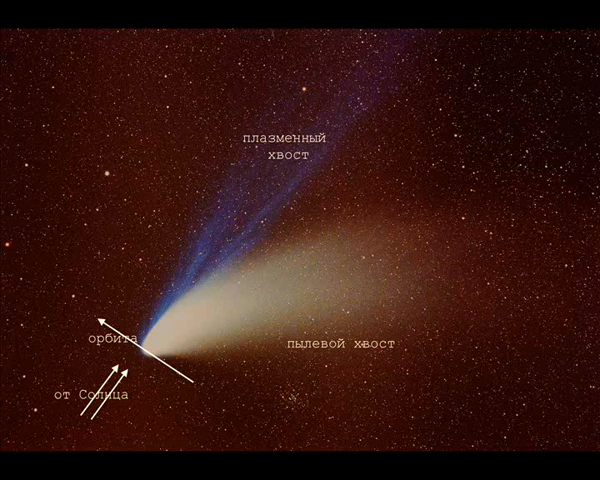 плазменный
хвост
орбита
пылевой хвост
от Солнца